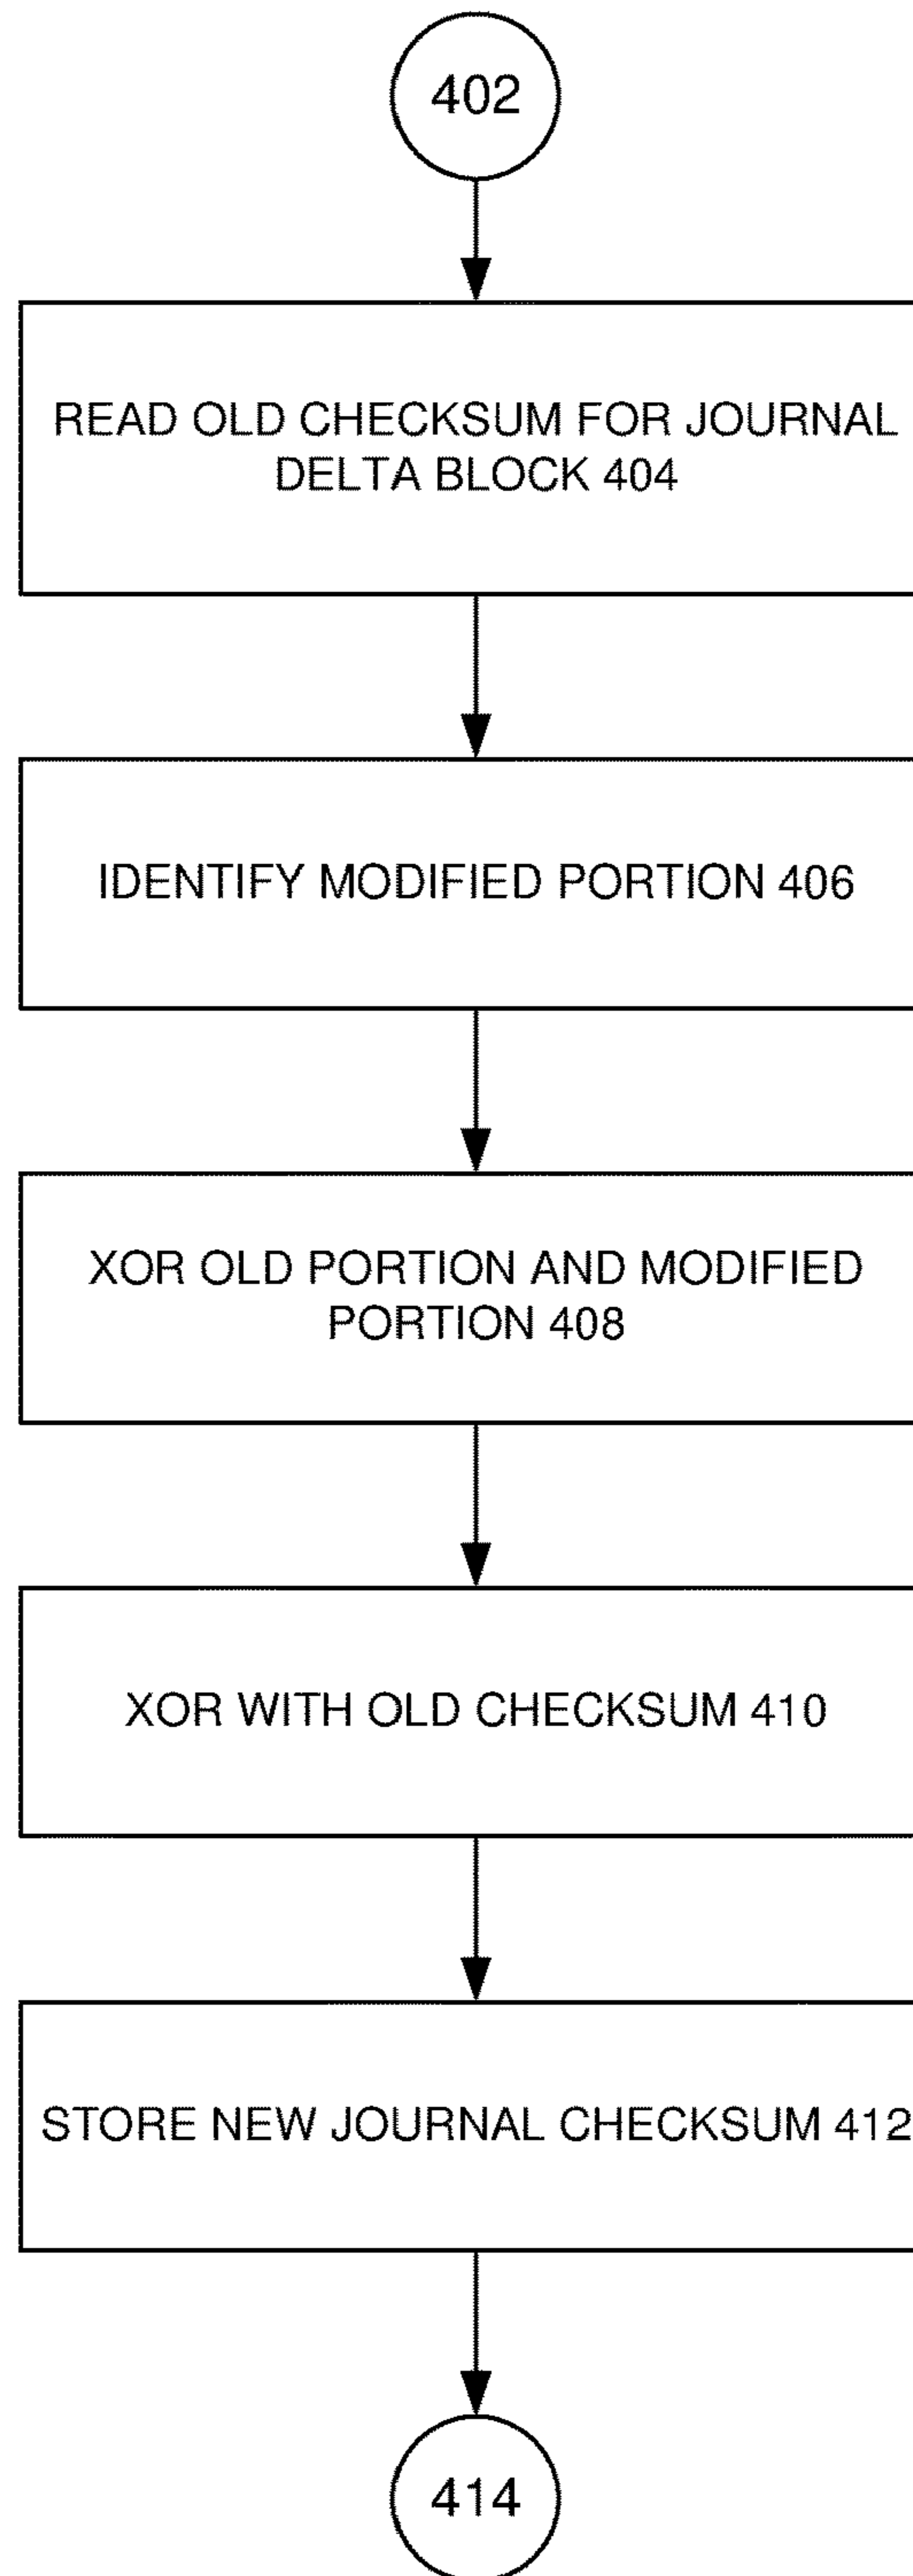 402
READ OLD CHECKSUM FOR JOURNAL
DELTA BLOCK 404
IDENTIFY MODIFIED PORTION 406
XOR OLD PORTION AND MODIFIED
PORTION 408
XOR WITH OLD CHECKSUM 410
STORE NEW JOURNAL CHECKSUM 412
414